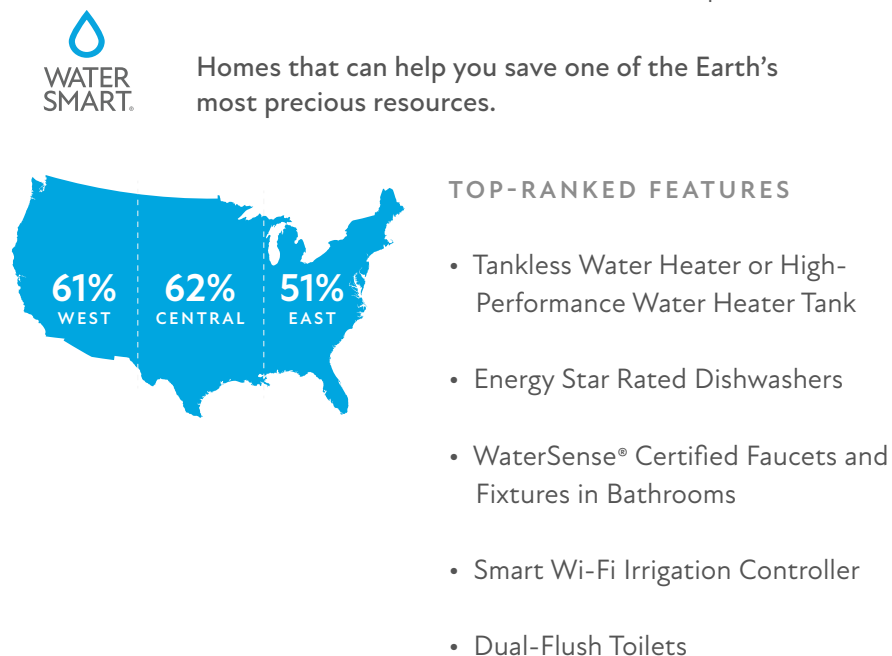 WATER
SMART®
Homes that can help you save one of the Earth's
most precious resources.
61%
WEST
62%
CENTRAL
51%
EAST
TOP-RANKED FEATURES
• Tankless Water Heater or High-
Performance Water Heater Tank
• Energy Star Rated Dishwashers
• WaterSense® Certified Faucets and
Fixtures in Bathrooms
• Smart Wi-Fi Irrigation Controller
• Dual-Flush Toilets